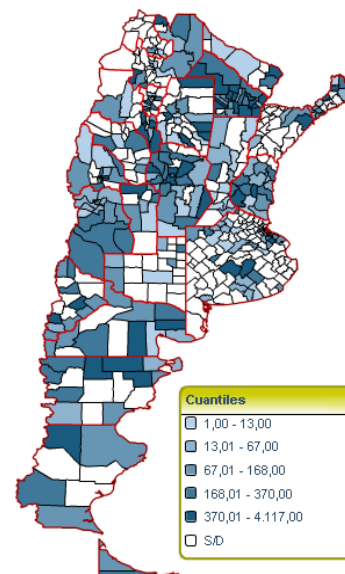 Cuantiles
1,00 - 13,00
13,01 - 67,00
67,01 - 168,00
168,01 - 370,00
370,01 - 4.117,00
S/D